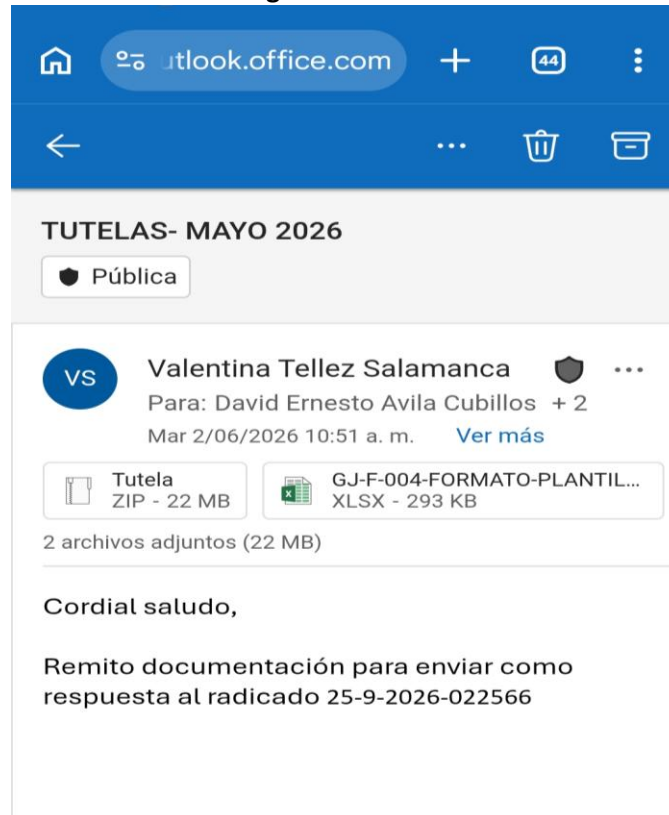 utlook.office.com
44
TUTELAS- MAYO 2026
Pública
VS
Valentina Tellez Salamanca
Para: David Ernesto Avila Cubillos + 2
Mar 2/06/2026 10:51 a. m. Ver más
Tutela
ZIP - 22 MB
GJ-F-004-FORMATO-PLANTIL...
XLSX - 293 KB
2 archivos adjuntos (22 MB)
Cordial saludo,
Remito documentación para enviar como
respuesta al radicado 25-9-2026-022566